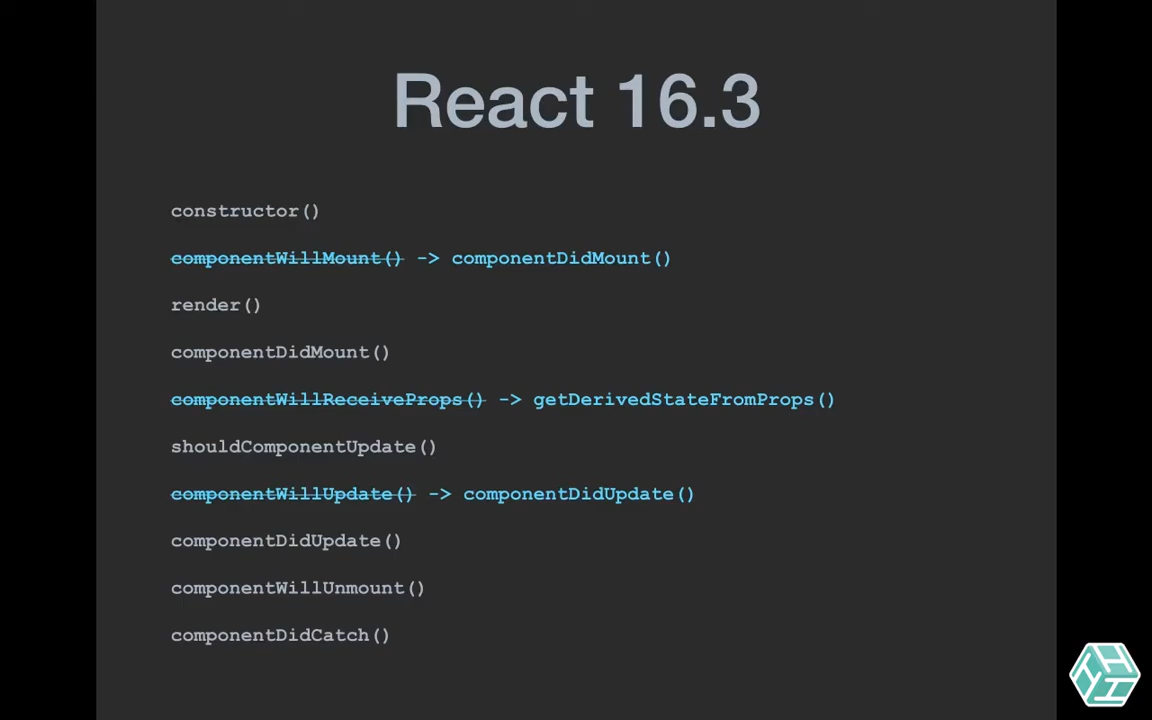 React 16.3
constructor()
componentWillMount() -> componentDidMount()
render()
componentDidMount()
componentWillReceiveProps() -> getDerivedStateFromProps()
shouldComponentUpdate()
componentWillUpdate() -> componentDidUpdate()
componentDidUpdate()
componentWillUnmount()
componentDidCatch()